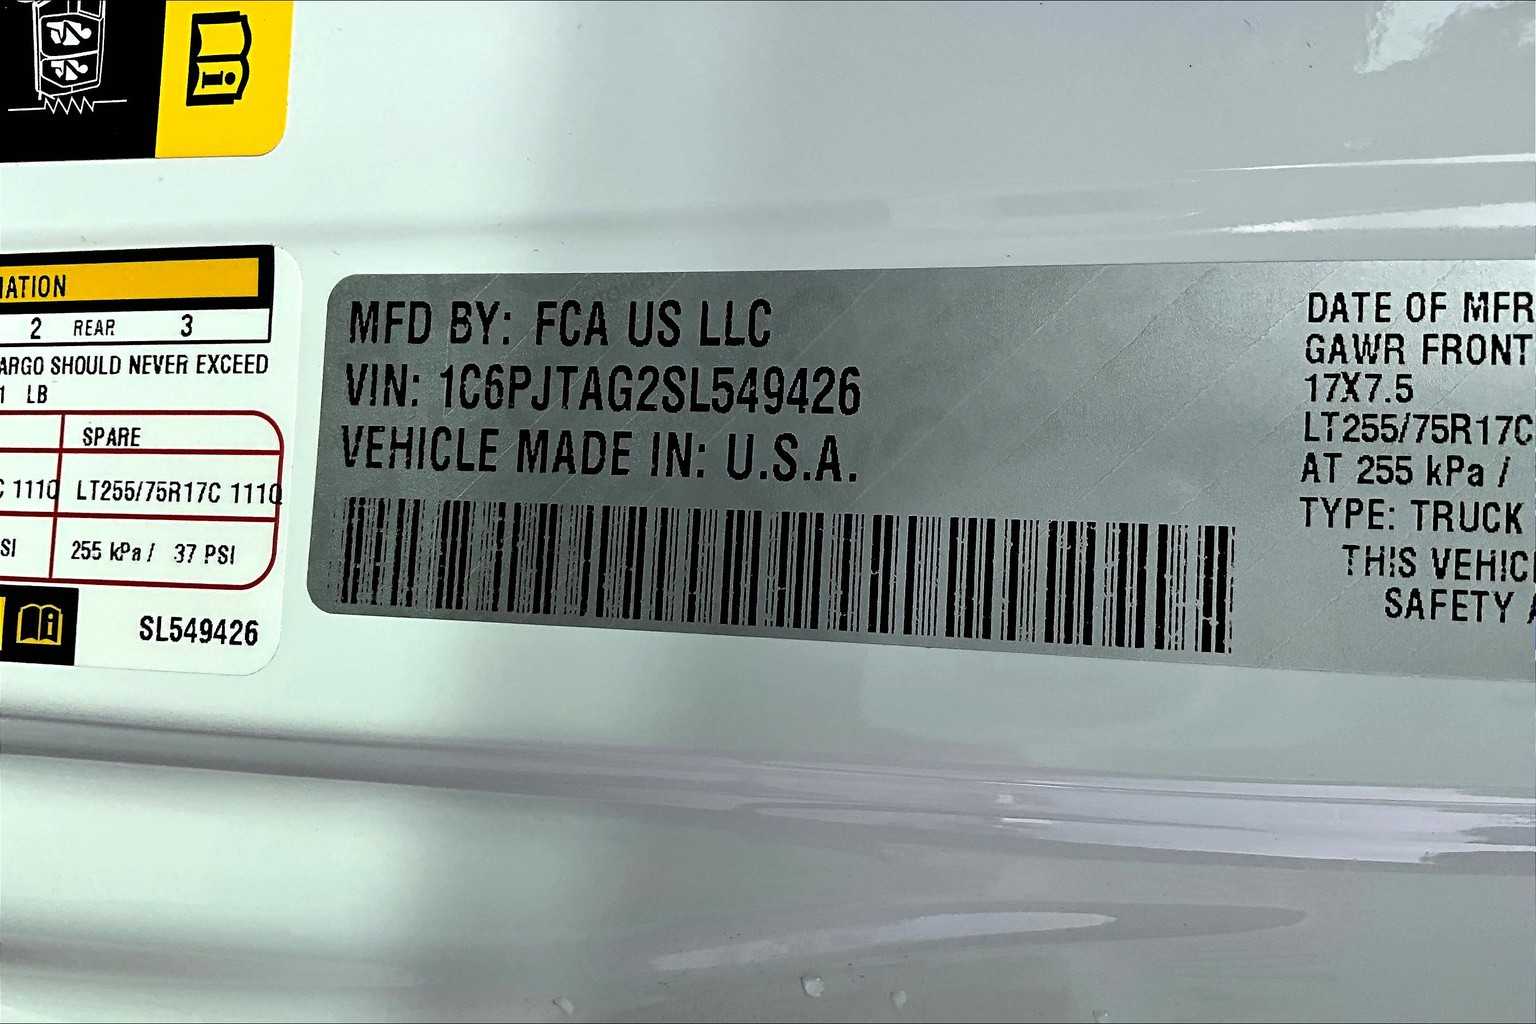 i
IATION
2 REAR 3
ARGO SHOULD NEVER EXCEED
1 LB
SPARE
C 111Q LT255/75R17C 111Q
SI 255 kPa / 37 PSI
i
SL549426
MFD BY: FCA US LLC
VIN: 1C6PJTAG2SL549426
VEHICLE MADE IN: U.S.A.
DATE OF MFR
GAWR FRONT
17X7.5
LT255/75R17C
AT 255 kPa /
TYPE: TRUCK
THIS VEHIC
SAFETY A